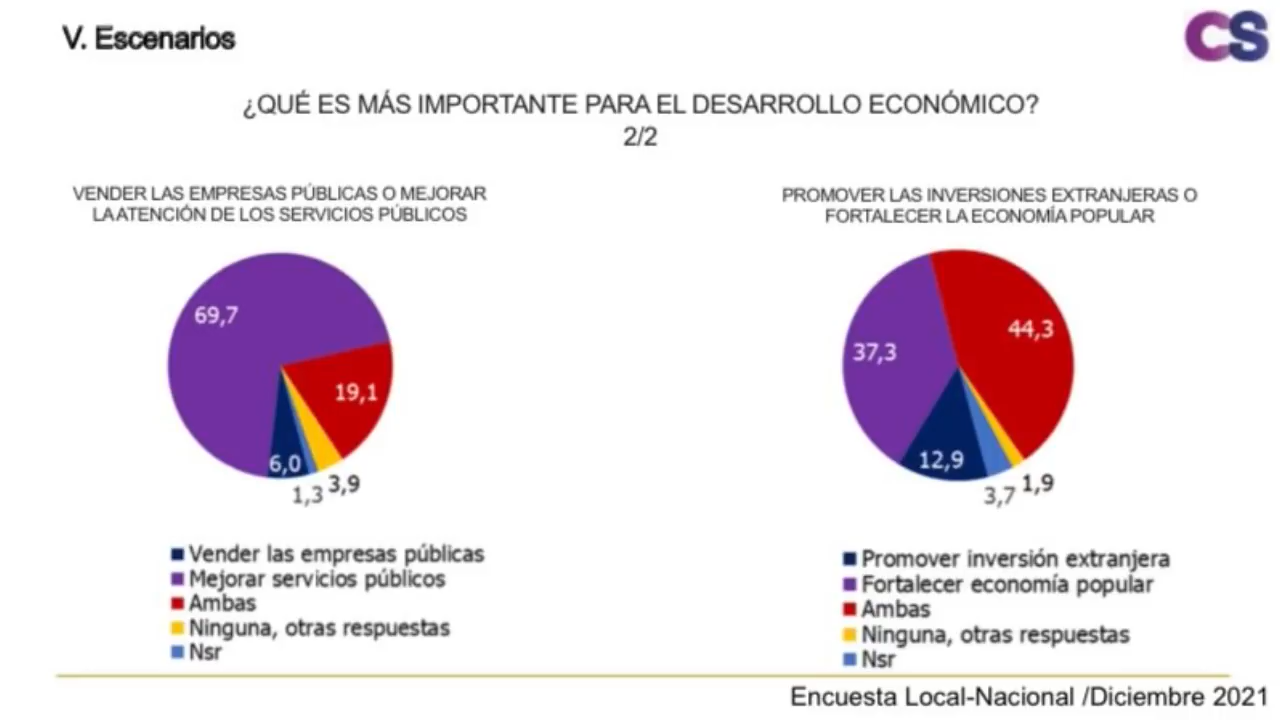 V. Escenarios
CS
¿QUÉ ES MÁS IMPORTANTE PARA EL DESARROLLO ECONÓMICO?
2/2
VENDER LAS EMPRESAS PÚBLICAS O MEJORAR
LA ATENCIÓN DE LOS SERVICIOS PÚBLICOS
69,7
19,1
6,0
1,3
3,9
Vender las empresas públicas
Mejorar servicios públicos
Ambas
Ninguna, otras respuestas
Nsr
PROMOVER LAS INVERSIONES EXTRANJERAS O
FORTALECER LA ECONOMÍA POPULAR
44,3
37,3
12,9
3,7
1,9
Promover inversión extranjera
Fortalecer economía popular
Ambas
Ninguna, otras respuestas
Nsr
Encuesta Local-Nacional /Diciembre 2021